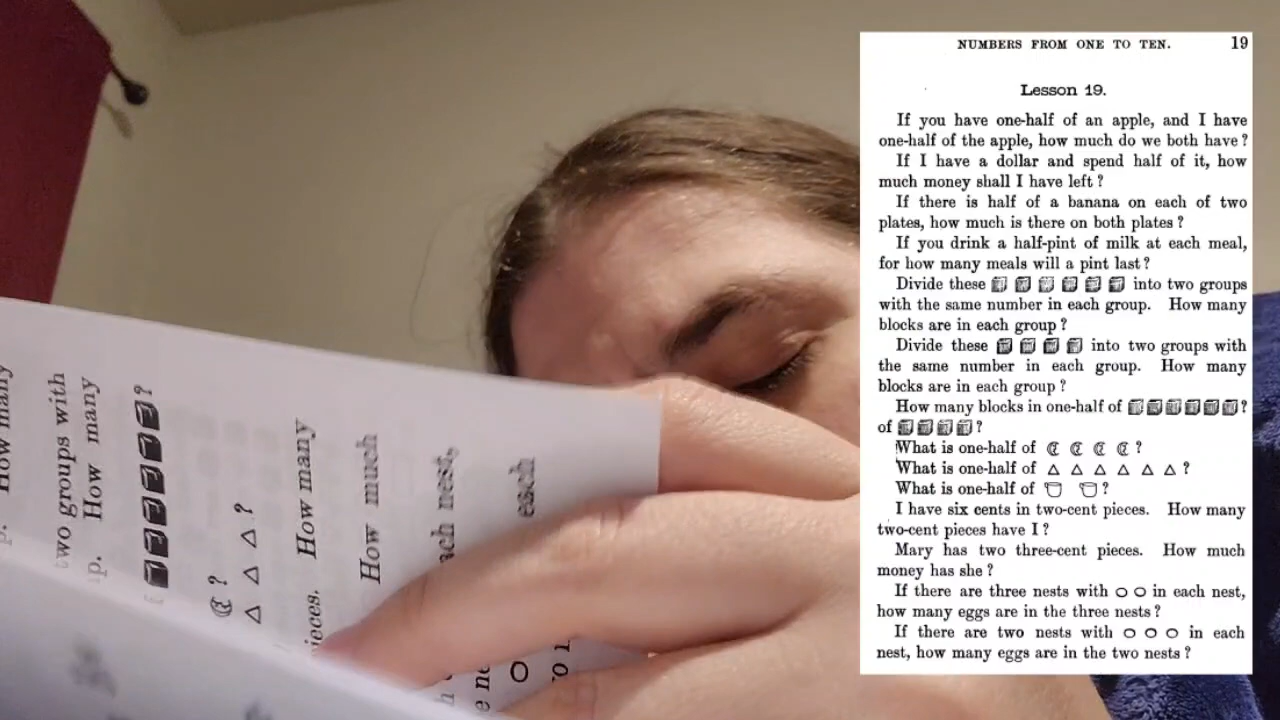 NUMBERS FROM ONE TO TEN. 19
Lesson 19.
If you have one-half of an apple, and I have
one-half of the apple, how much do we both have?
If I have a dollar and spend half of it, how
much money shall I have left?
If there is half of a banana on each of two
plates, how much is there on both plates?
If you drink a half-pint of milk at each meal,
for how many meals will a pint last?
Divide these into two groups
with the same number in each group. How many
blocks are in each group?
Divide these into two groups with
the same number in each group. How many
blocks are in each group?
How many blocks in one-half of ?
of ?
What is one-half of ?
What is one-half of ?
What is one-half of ?
I have six cents in two-cent pieces. How many
two-cent pieces have I?
Mary has two three-cent pieces. How much
money has she?
If there are three nests with in each nest,
how many eggs are in the three nests?
If there are two nests with in each
nest, how many eggs are in the two nests?
How many
two groups with
How many
?
?
?
How many
How much
nest,
each